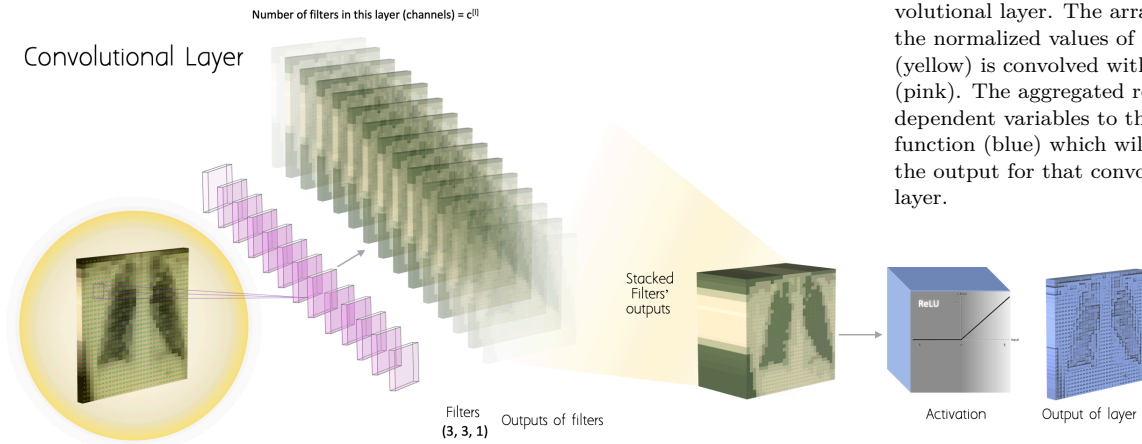 Number of filters in this layer (channels) = c[l]
Convolutional Layer
volutional layer. The arra
the normalized values of
(yellow) is convolved with
(pink). The aggregated re
dependent variables to th
function (blue) which wil
the output for that convo
layer.
Stacked
Filters'
outputs
ReLU
Filters
(3, 3, 1)
Outputs of filters
Activation
Output of layer